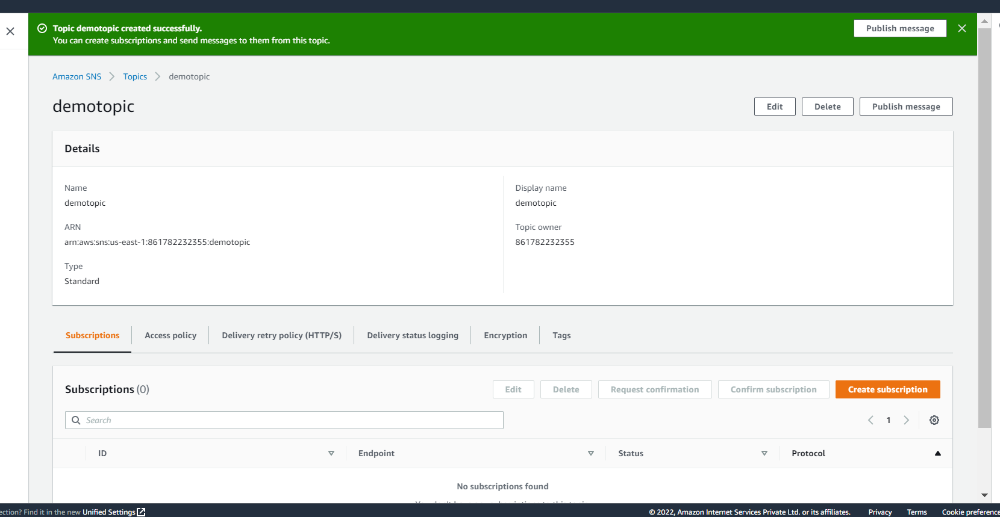 Topic demotopic created successfully.
You can create subscriptions and send messages to them from this topic.
Publish message
Amazon SNS Topics demotopic
demotopic
Edit Delete Publish message
Details
Name
demotopic
ARN
arn:aws:sns:us-east-1:861782232355:demotopic
Type
Standard
Display name
demotopic
Topic owner
861782232355
Subscriptions Access policy Delivery retry policy (HTTP/S) Delivery status logging Encryption Tags
Subscriptions (0)
Edit Delete Request confirmation Confirm subscription Create subscription
Search
1
ID Endpoint Status Protocol
No subscriptions found
ection? Find it in the new Unified Settings
© 2022, Amazon Internet Services Private Ltd. or its affiliates. Privacy Terms Cookie preference